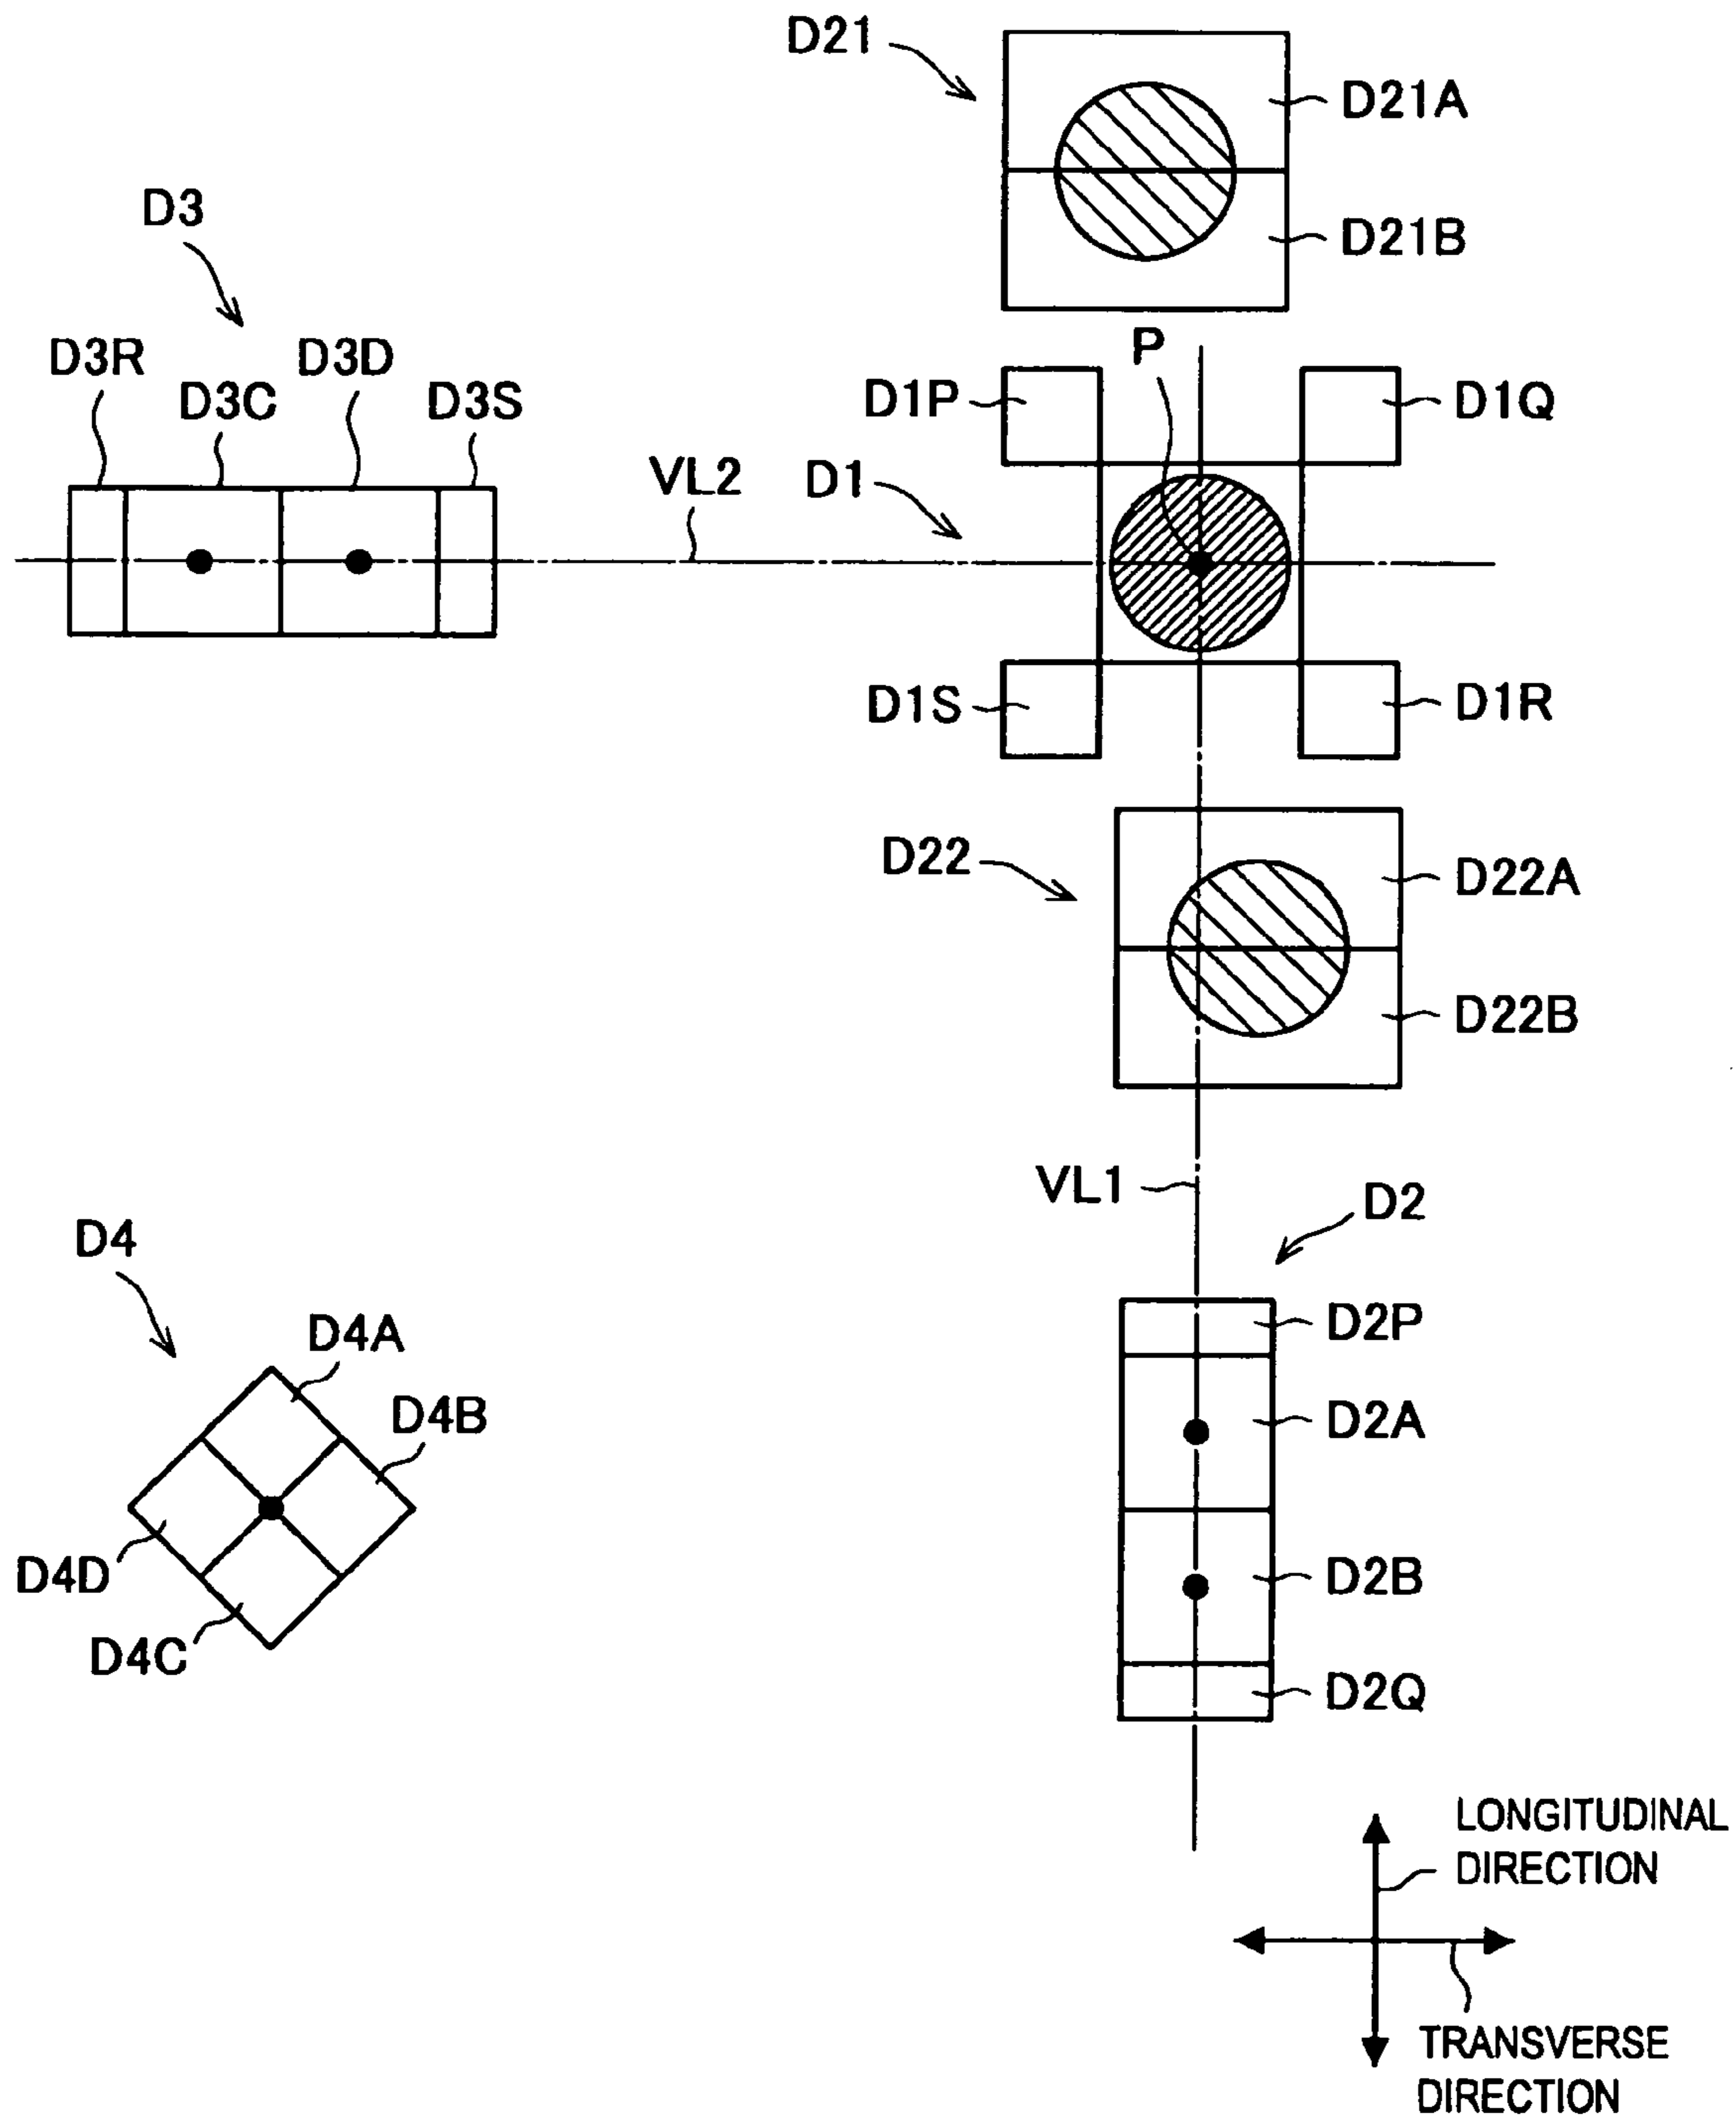 D21
D21A
D21B
D3
D3R
D3D
D3C
D3S
P
D1P
D1Q
VL2
D1
D1S
D1R
D22
D22A
D22B
VL1
D2
D4
D4A
D4B
D4D
D4C
D2P
D2A
D2B
D2Q
LONGITUDINAL
DIRECTION
TRANSVERSE
DIRECTION